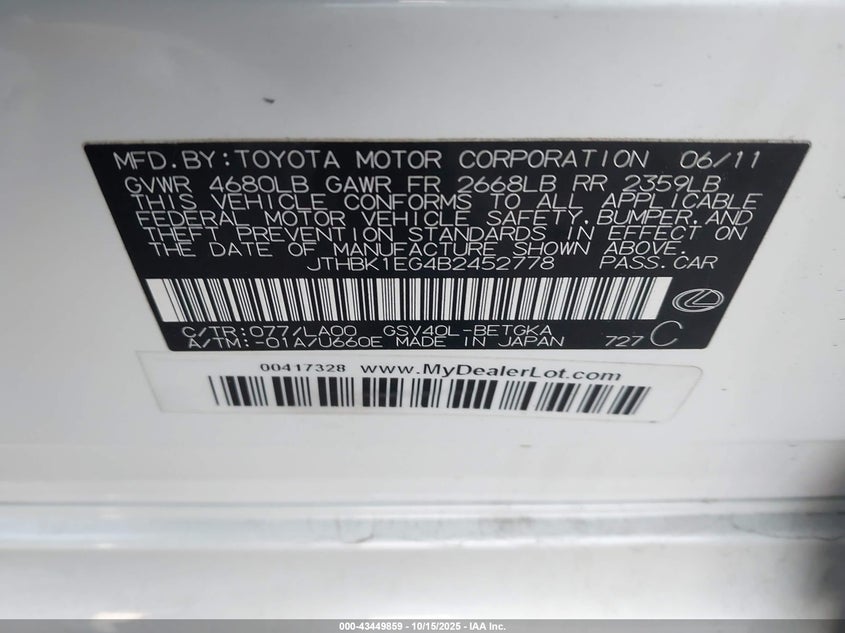 MFD.BY:TOYOTA MOTOR CORPORATION 06/11
GVWR 4680LB GAWR FR 2668LB RR 2359LB
THIS VEHICLE CONFORMS TO ALL APPLICABLE
FEDERAL MOTOR VEHICLE SAFETY,BUMPER,AND
THEFT PREVENTION STANDARDS IN EFFECT ON
THE DATE OF MANUFACTURE SHOWN ABOVE.
JTHBK1EG4B2452778 PASS.CAR
C/TR:077/LA00 GSV40L-BETGKA
A/TM:-01A/U660E MADE IN JAPAN 727 C
00417328 www.MyDealerLot.com
000-43449859 - 10/15/2025 - IAA Inc.